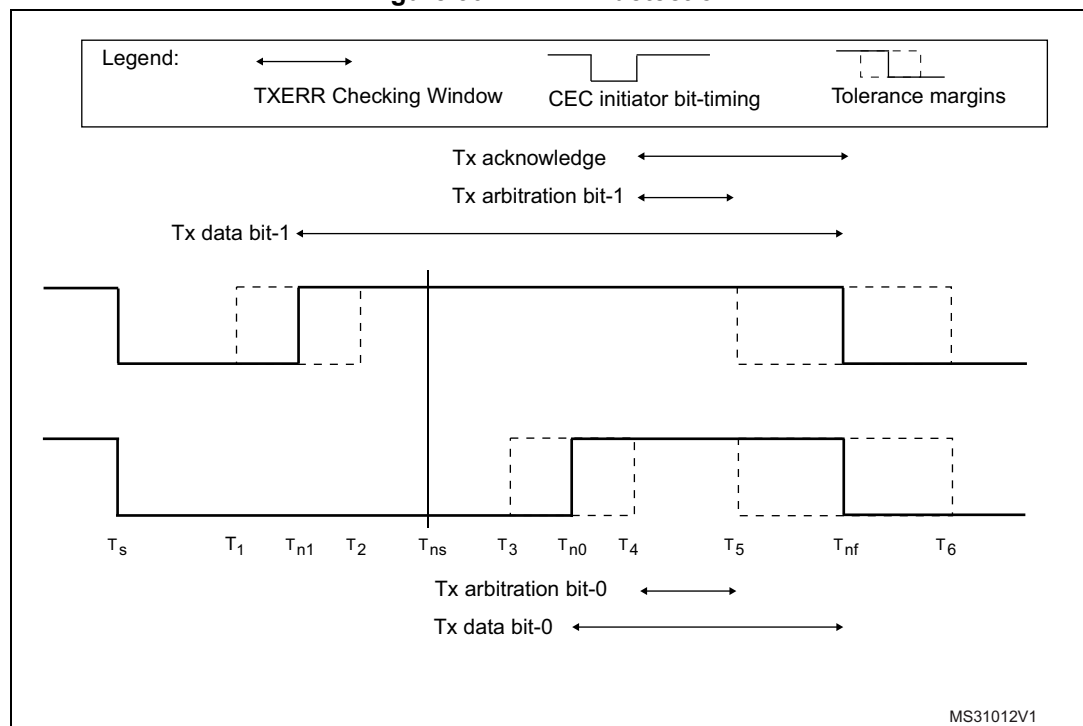 Legend:
TXERR Checking Window CEC initiator bit-timing Tolerance margins
Tx acknowledge
Tx arbitration bit-1
Tx data bit-1
Ts T1 Tn1 T2 Tns T3 Tn0 T4 T5 Tnf T6
Tx arbitration bit-0
Tx data bit-0
MS31012V1